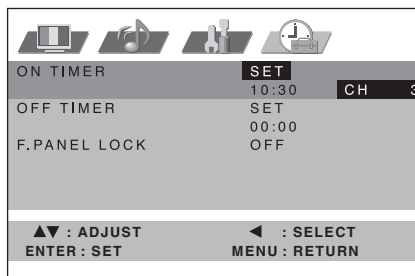 ON TIMER SET
10:30 CH 3
OFF TIMER SET
00:00
F.PANEL LOCK OFF
▲▼ : ADJUST ◀ : SELECT
ENTER : SET MENU : RETURN